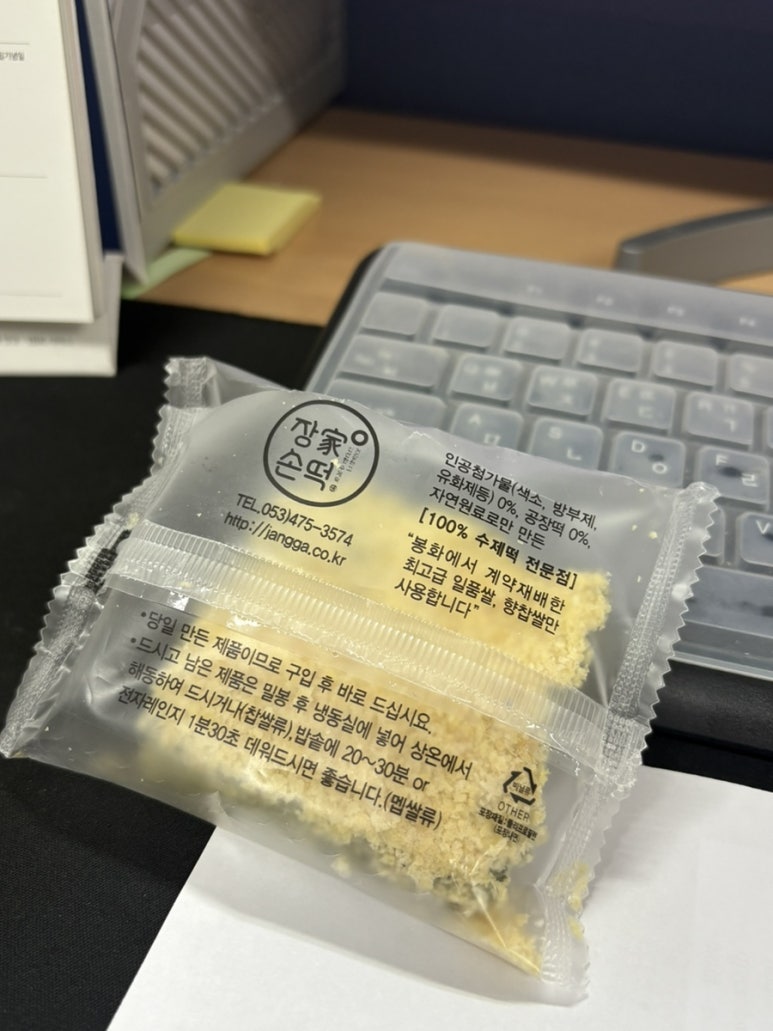 장家
손떡
TEL.053)475-3574
http://jangga.co.kr
인공첨가물(색소, 방부제,
유화제등) 0%, 공장떡 0%,
자연원료로만 만든
[100% 수제떡 전문점]
"봉화에서 계약재배한
최고급 일품쌀, 향찹쌀만
사용합니다"
•당일 만든 제품이므로 구입 후 바로 드십시요.
•드시고 남은 제품은 밀봉 후 냉동실에 넣어 상온에서
해동하여 드시거나(찹쌀류),밥솥에 20~30분 or
전자레인지 1분30초 데워드시면 좋습니다.(멥쌀류)
비닐류
OTHER